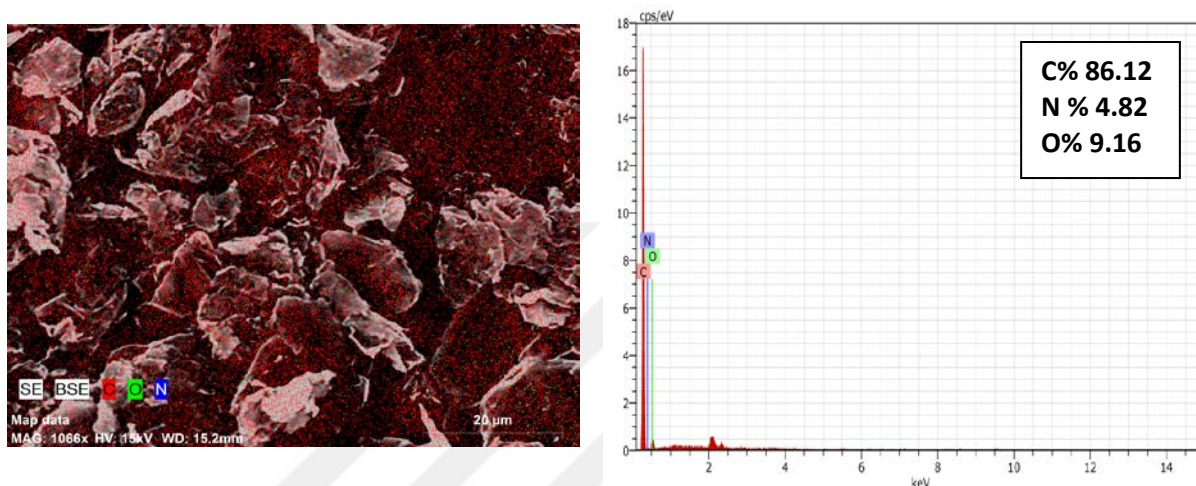 SE BSE C O N
Map data
MAG: 1066x HV: 15kV WD: 15.2mm
20 µm
cps/eV
18
16
14
12
10
8
6
4
2
0
N
O
C
2 4 6 8 10 12 14
keV
C% 86.12
N % 4.82
O% 9.16